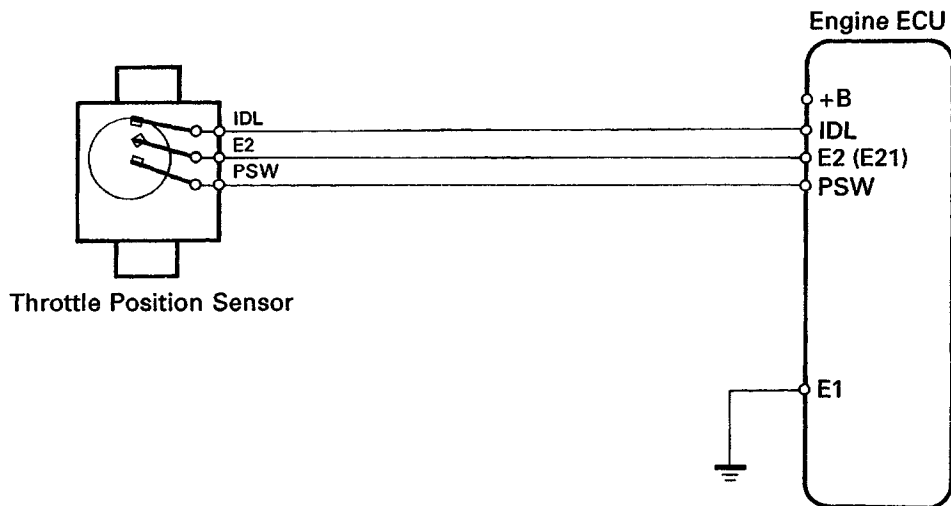 Engine ECU
+B
IDL
IDL
E2
E2 (E21)
PSW
PSW
Throttle Position Sensor
E1